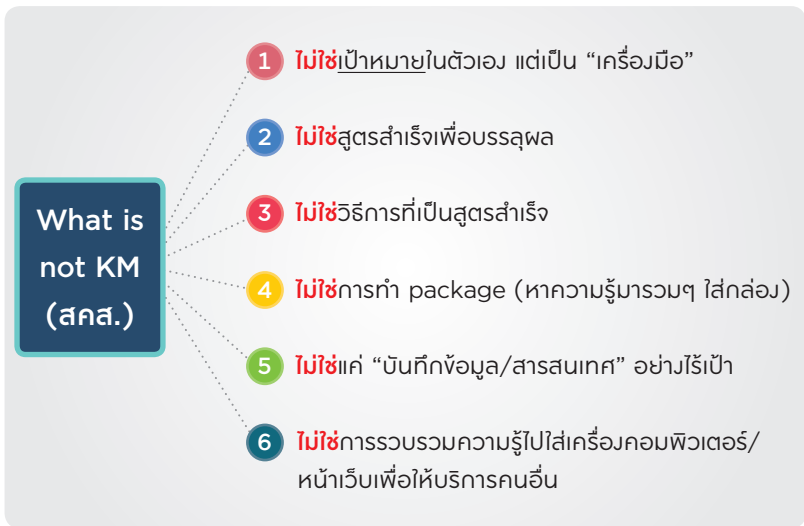 What is
not KM
(สคส.)
1 ไม่ใช่เป้าหมายในตัวเอง แต่เป็น “เครื่องมือ”
2 ไม่ใช่สูตรสำเร็จเพื่อบรรลุผล
3 ไม่ใช่วิธีการที่เป็นสูตรสำเร็จ
4 ไม่ใช่การทำ package (หาความรู้มารวมๆ ใส่กล่อง)
5 ไม่ใช่แค่ “บันทึกข้อมูล/สารสนเทศ” อย่างไร้เป้า
6 ไม่ใช่การรวบรวมความรู้ไปใส่เครื่องคอมพิวเตอร์/
หน้าเว็บเพื่อให้บริการคนอื่น